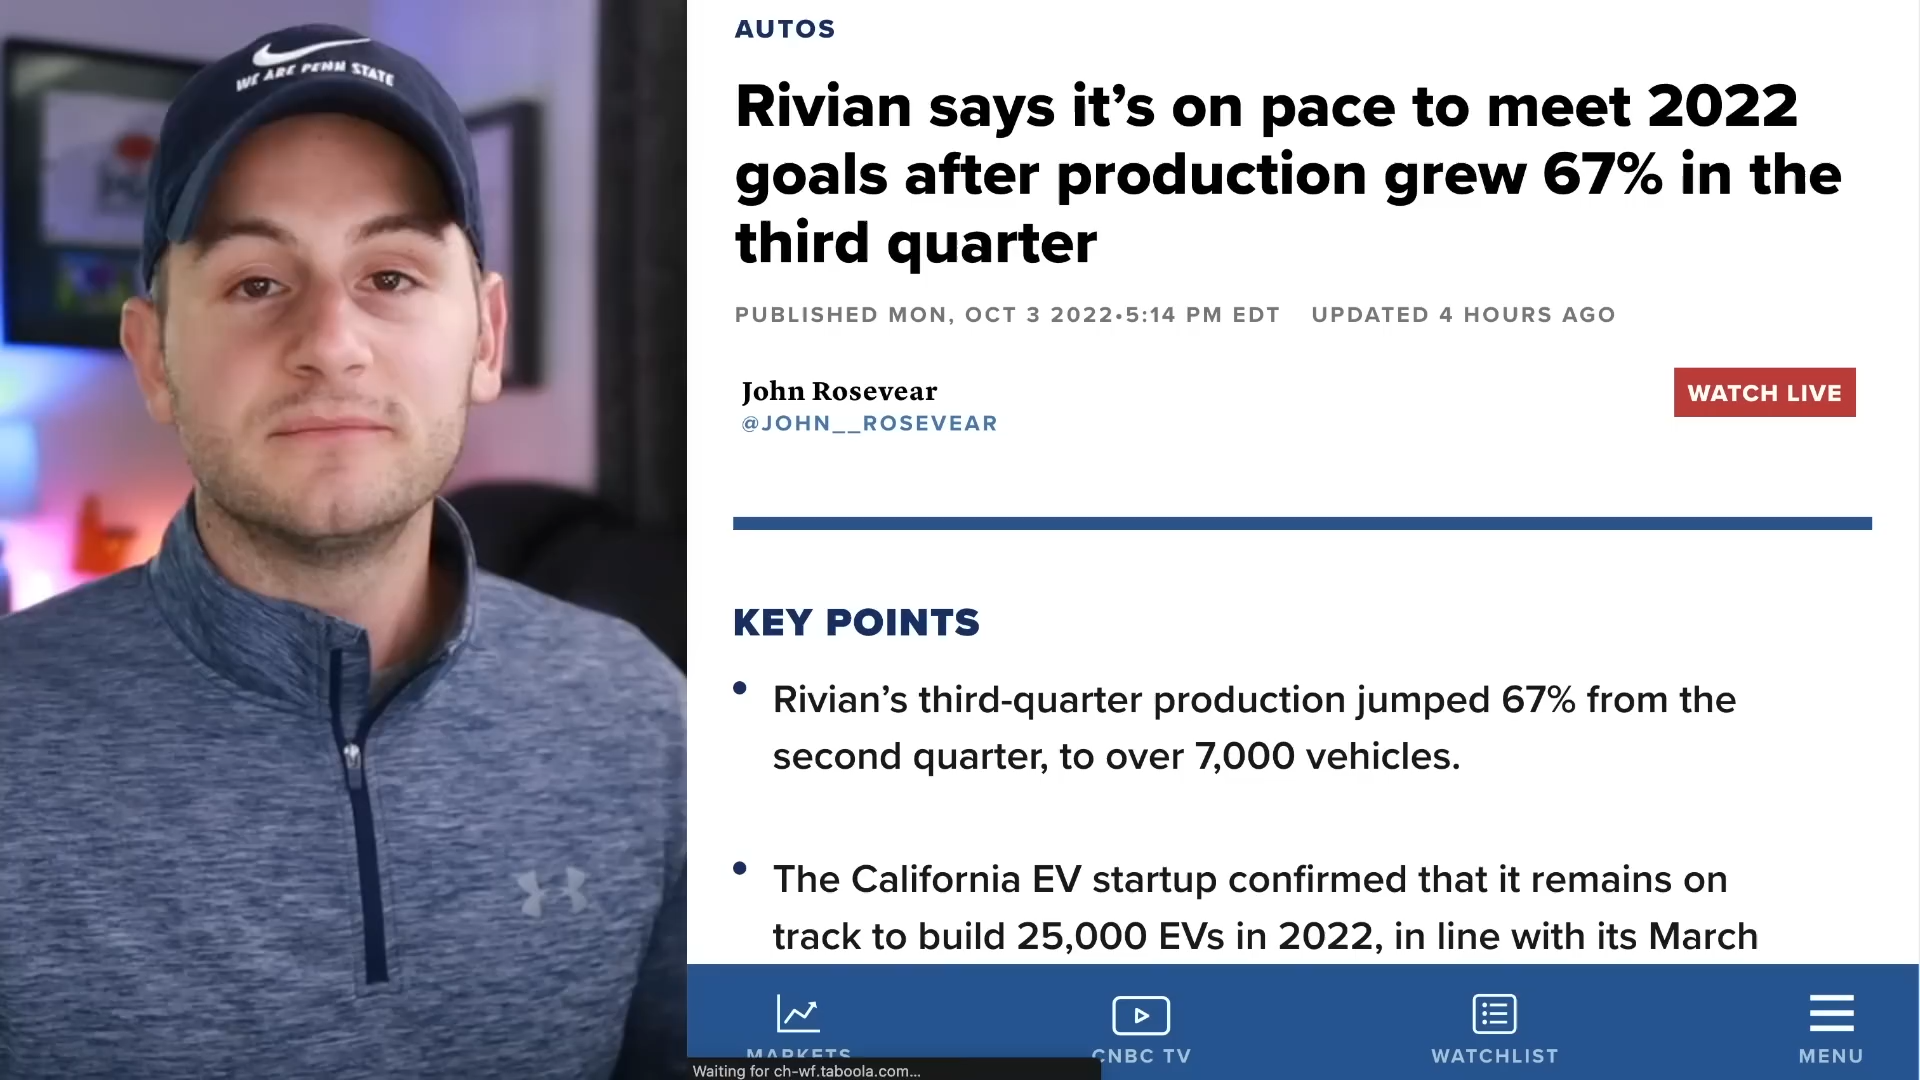 WE ARE PENN STATE
AUTOS
Rivian says it’s on pace to meet 2022
goals after production grew 67% in the
third quarter
PUBLISHED MON, OCT 3 2022•5:14 PM EDT UPDATED 4 HOURS AGO
John Rosevear
@JOHN__ROSEVEAR
WATCH LIVE
KEY POINTS
• Rivian’s third-quarter production jumped 67% from the
second quarter, to over 7,000 vehicles.
• The California EV startup confirmed that it remains on
track to build 25,000 EVs in 2022, in line with its March
MARKETS
CNBC TV
WATCHLIST
MENU
Waiting for ch-wf.taboola.com...